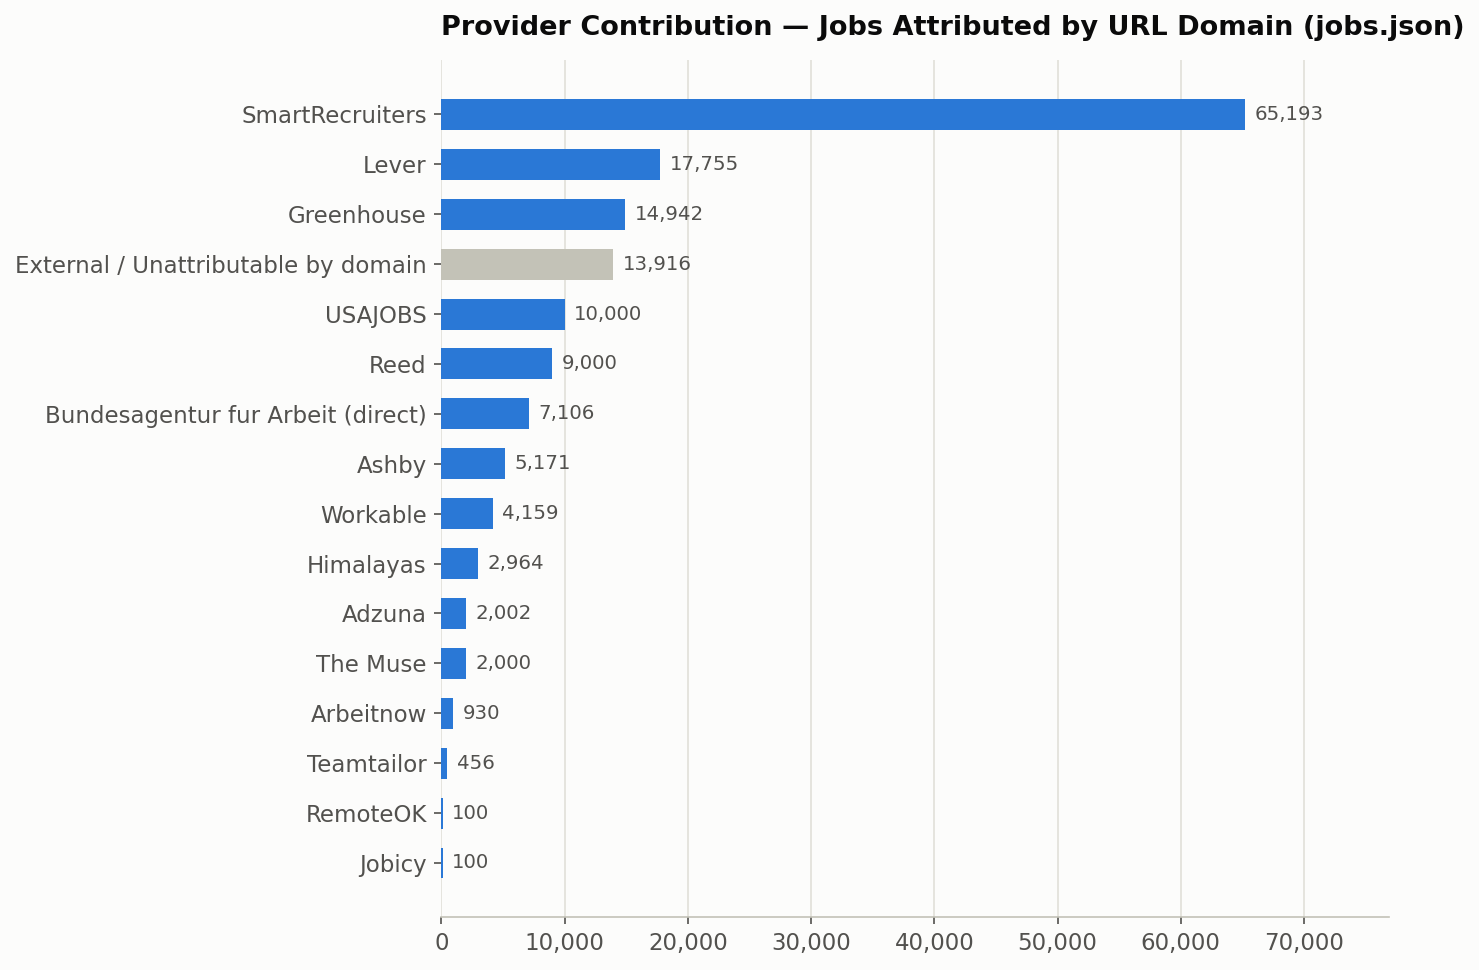 Provider Contribution — Jobs Attributed by URL Domain (jobs.json)
SmartRecruiters 65,193
Lever 17,755
Greenhouse 14,942
External / Unattributable by domain 13,916
USAJOBS 10,000
Reed 9,000
Bundesagentur fur Arbeit (direct) 7,106
Ashby 5,171
Workable 4,159
Himalayas 2,964
Adzuna 2,002
The Muse 2,000
Arbeitnow 930
Teamtailor 456
RemoteOK 100
Jobicy 100
0 10,000 20,000 30,000 40,000 50,000 60,000 70,000